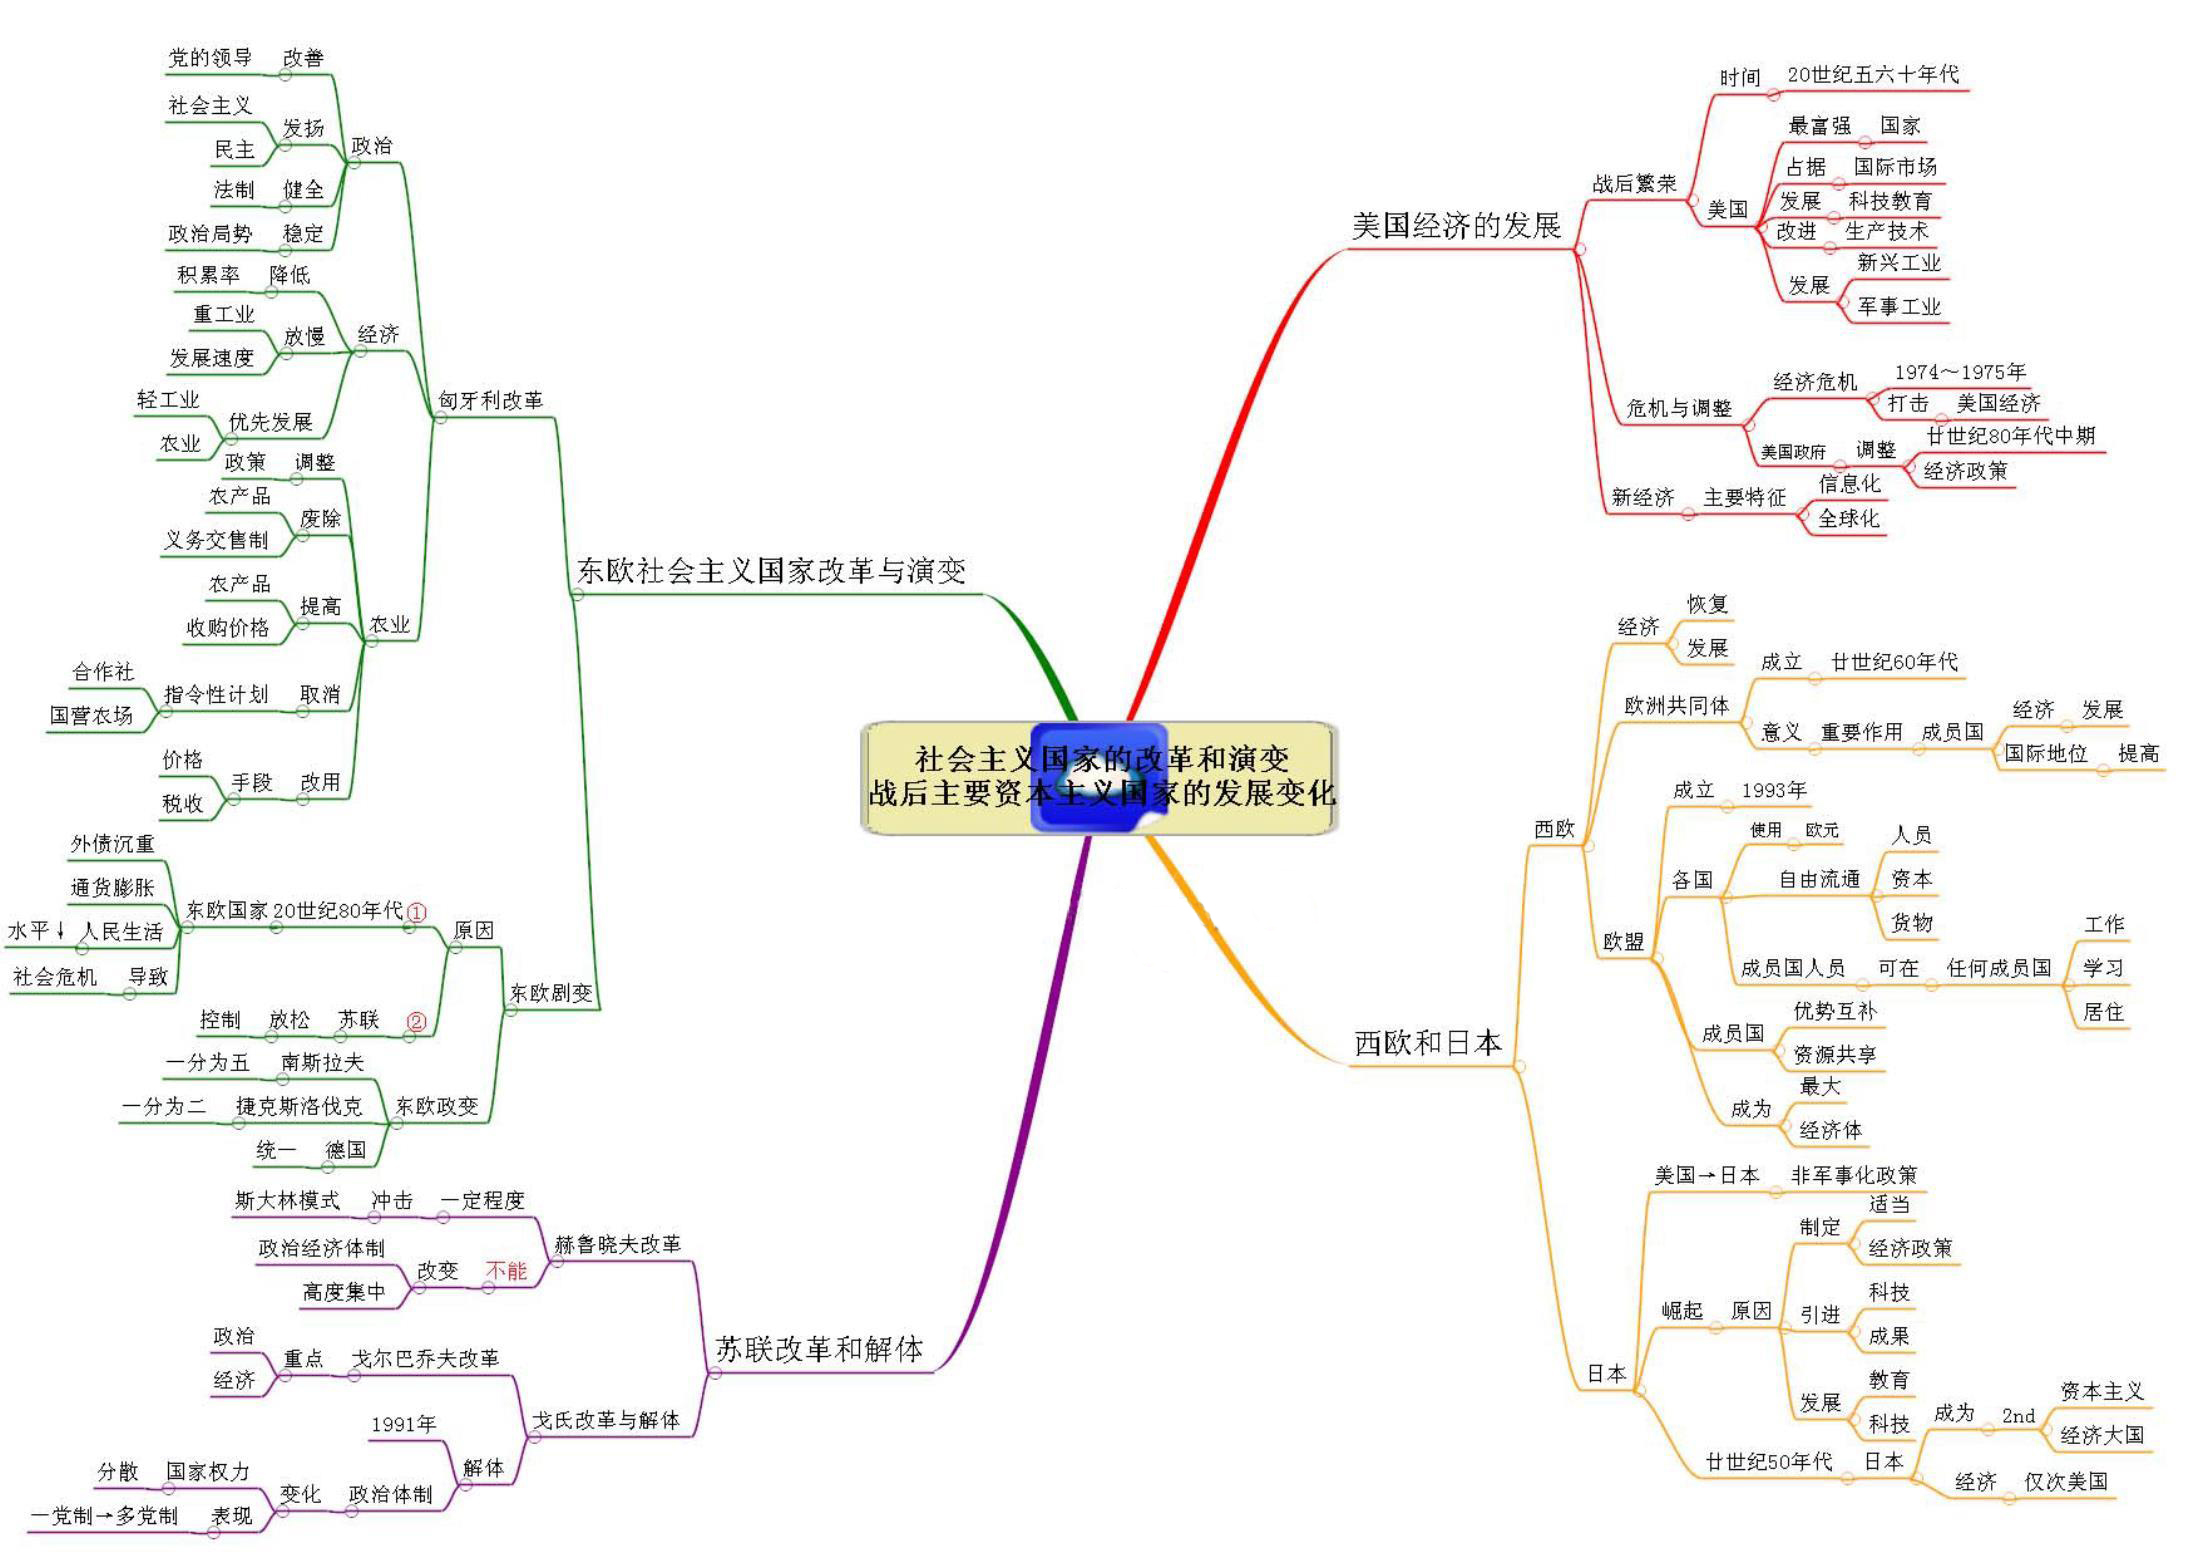 社会主义国家的改革和演变
战后主要资本主义国家的发展变化
美国经济的发展
战后繁荣
时间 20世纪五六十年代
美国
最富强 国家
占据 国际市场
发展 科技教育
改进 生产技术
发展
新兴工业
军事工业
危机与调整
经济危机
1974～1975年
打击 美国经济
美国政府 调整
廿世纪80年代中期
经济政策
新经济 主要特征
信息化
全球化
西欧和日本
西欧
经济
恢复
发展
欧洲共同体
成立 廿世纪60年代
意义 重要作用 成员国
经济 发展
国际地位 提高
欧盟
成立 1993年
各国
使用 欧元
自由流通
人员
资本
货物
成员国人员 可在 任何成员国
工作
学习
居住
成员国
优势互补
资源共享
成为
最大
经济体
日本
美国→日本 非军事化政策
崛起 原因
制定
适当
经济政策
引进
科技
成果
发展
教育
科技
廿世纪50年代 日本
成为 2nd
资本主义
经济大国
经济 仅次美国
东欧社会主义国家改革与演变
匈牙利改革
政治
党的领导 改善
发扬
社会主义
民主
法制 健全
政治局势 稳定
经济
积累率 降低
放慢
重工业
发展速度
优先发展
轻工业
农业
农业
政策 调整
废除
农产品
义务交售制
提高
农产品
收购价格
指令性计划 取消
合作社
国营农场
手段 改用
价格
税收
东欧剧变
原因
东欧国家 20世纪80年代 ①
外债沉重
通货膨胀
水平↓ 人民生活
社会危机 导致
控制 放松 苏联 ②
东欧政变
一分为五 南斯拉夫
一分为二 捷克斯洛伐克
统一 德国
苏联改革和解体
赫鲁晓夫改革
斯大林模式 冲击 一定程度
改变 不能
政治经济体制
高度集中
戈氏改革与解体
重点 戈尔巴乔夫改革
政治
经济
解体
1991年
变化 政治体制
分散 国家权力
一党制→多党制 表现